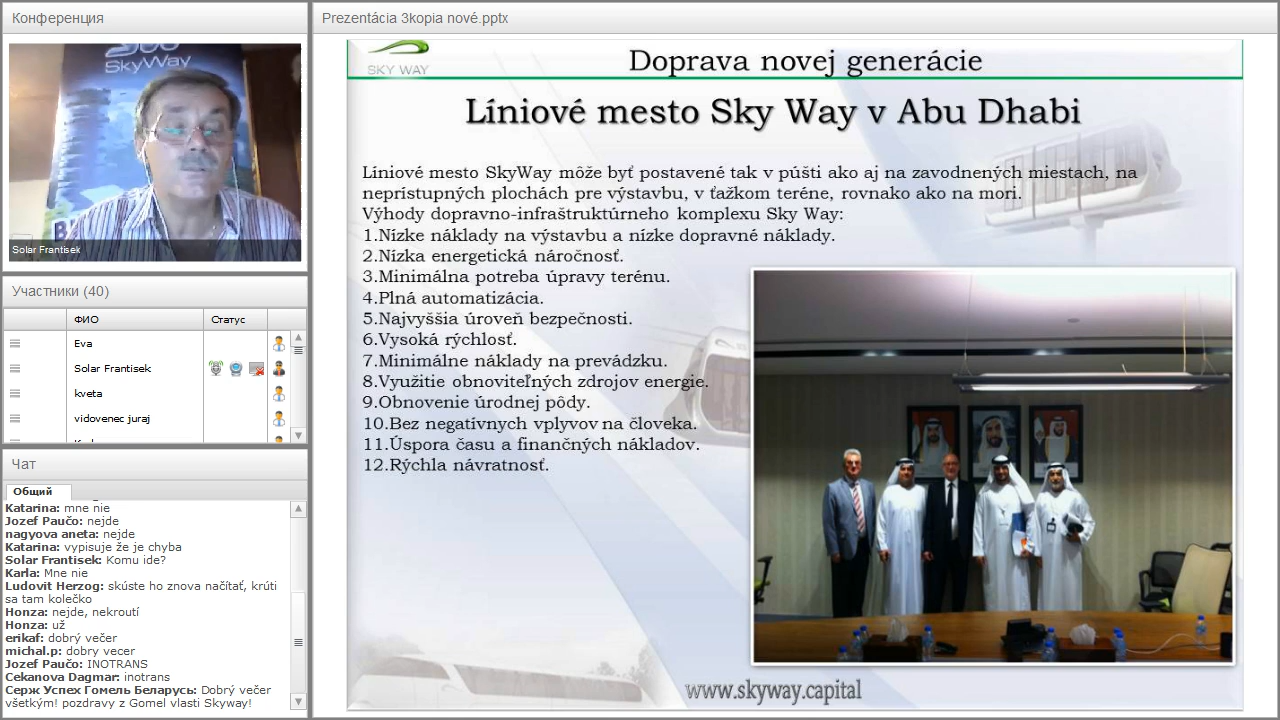 Конференция
SkyWay
Solar Frantisek
Участники (40)
ФИО
Статус
Eva
Solar Frantisek
kveta
vidovenec juraj
Чат
Общий
Katarina: mne nie
Jozef Paučo: nejde
nagyova aneta: nejde
Katarina: vypisuje že je chyba
Solar Frantisek: Komu ide?
Karla: Mne nie
Ludovit Herzog: skúste ho znova načítať, krúti
sa tam kolečko
Honza: nejde, nekroutí
Honza: už
erikaf: dobrý večer
michal.p: dobry vecer
Jozef Paučo: INOTRANS
Cekanova Dagmar: inotrans
Серж Успех Гомель Беларусь: Dobrý večer
všetkým! pozdravy z Gomel vlasti Skyway!
Prezentácia 3kopia nové.pptx
SKY WAY
Doprava novej generácie
Líniové mesto Sky Way v Abu Dhabi
Líniové mesto SkyWay môže byť postavené tak v púšti ako aj na zavodnených miestach, na
neprístupných plochách pre výstavbu, v ťažkom teréne, rovnako ako na mori.
Výhody dopravno-infraštruktúrneho komplexu Sky Way:
1.Nízke náklady na výstavbu a nízke dopravné náklady.
2.Nízka energetická náročnosť.
3.Minimálna potreba úpravy terénu.
4.Plná automatizácia.
5.Najvyššia úroveň bezpečnosti.
6.Vysoká rýchlosť.
7.Minimálne náklady na prevádzku.
8.Využitie obnoviteľných zdrojov energie.
9.Obnovenie úrodnej pôdy.
10.Bez negatívnych vplyvov na človeka.
11.Úspora času a finančných nákladov.
12.Rýchla návratnosť.
www.skyway.capital